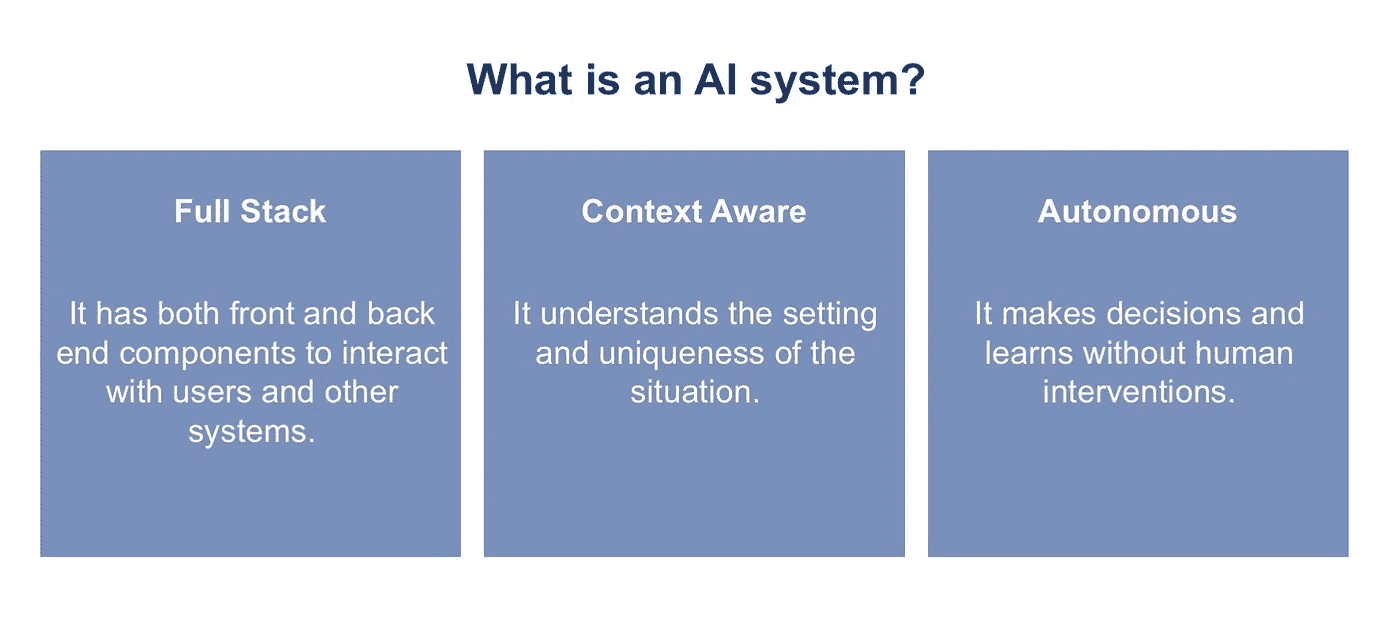 What is an AI system?
Full Stack
It has both front and back
end components to interact
with users and other
systems.
Context Aware
It understands the setting
and uniqueness of the
situation.
Autonomous
It makes decisions and
learns without human
interventions.